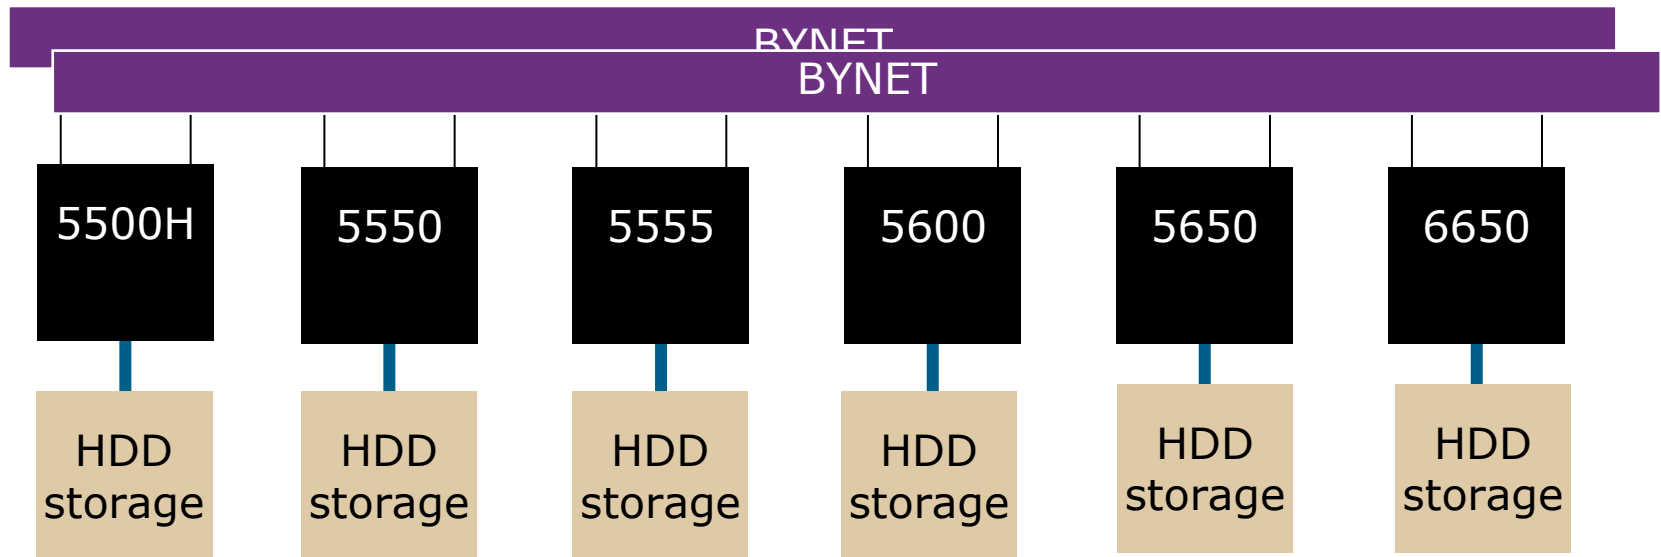 BYNET
BYNET
5500H
5550
5555
5600
5650
6650
HDD
storage
HDD
storage
HDD
storage
HDD
storage
HDD
storage
HDD
storage